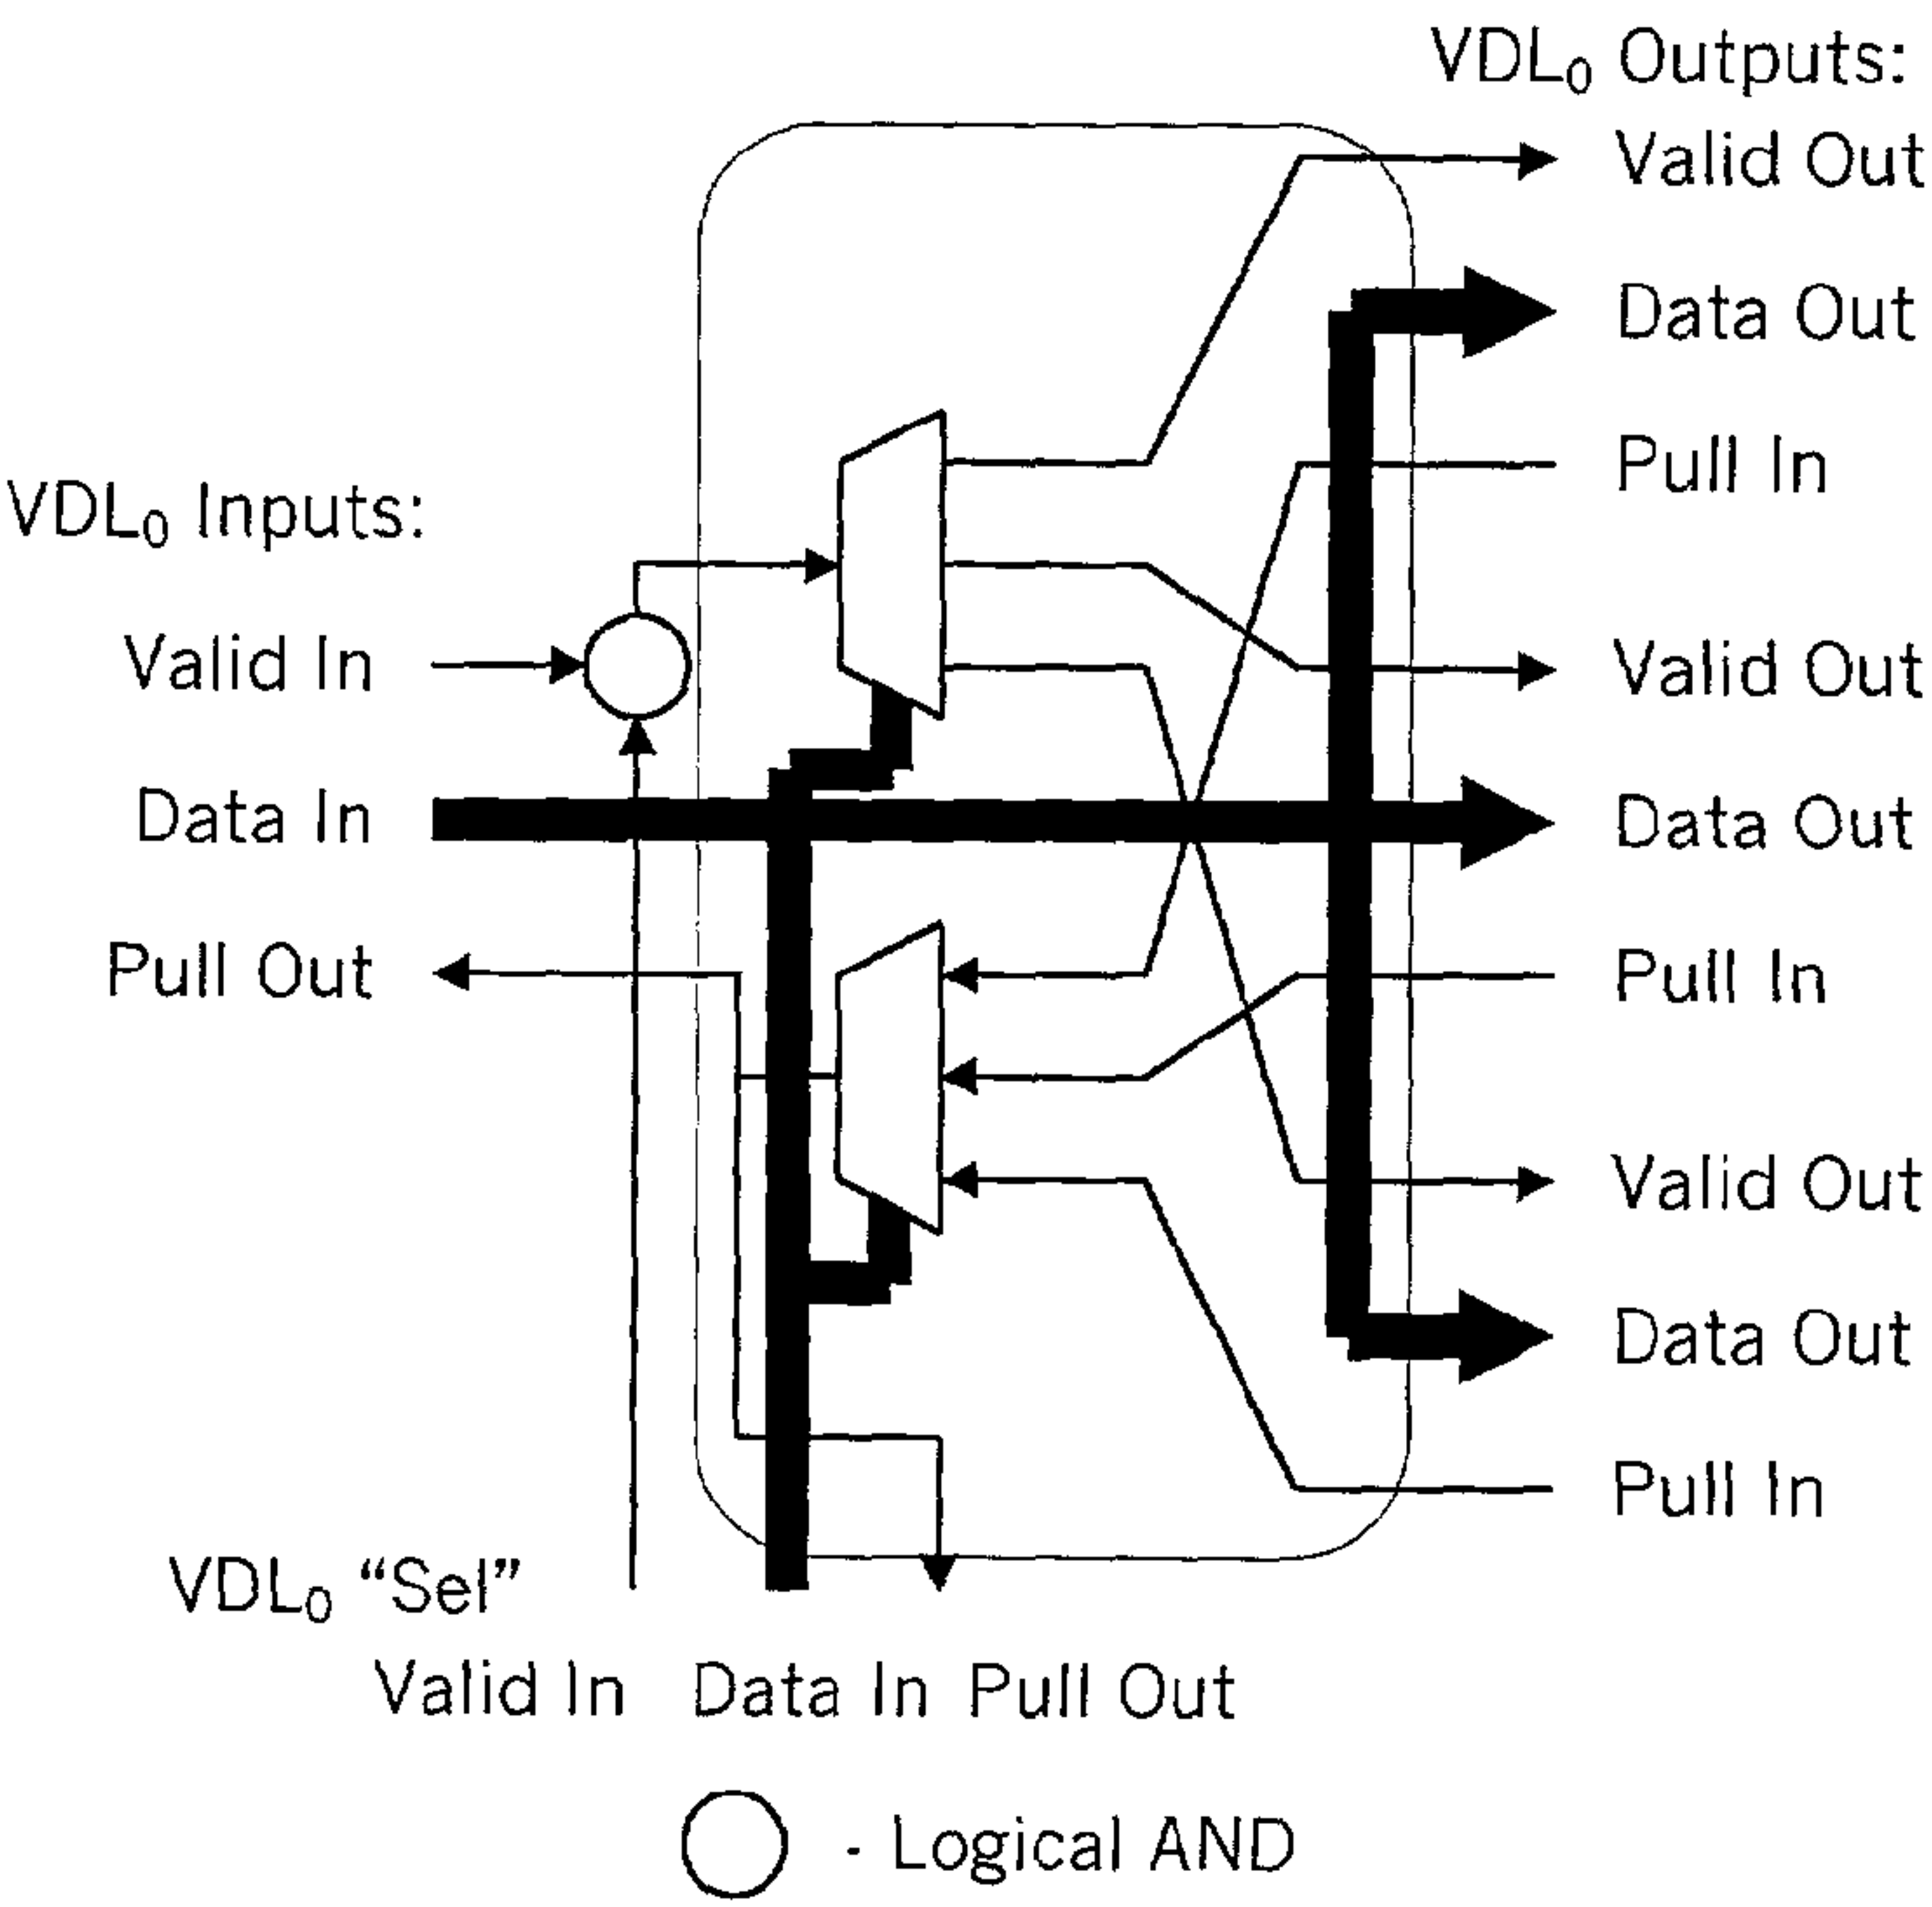 VDL₀ Outputs:
Valid Out
Data Out
Pull In
VDL₀ Inputs:
Valid In
Valid Out
Data In
Data Out
Pull Out
Pull In
Valid Out
Data Out
Pull In
VDL₀ “Sel”
Valid In Data In Pull Out
- Logical AND